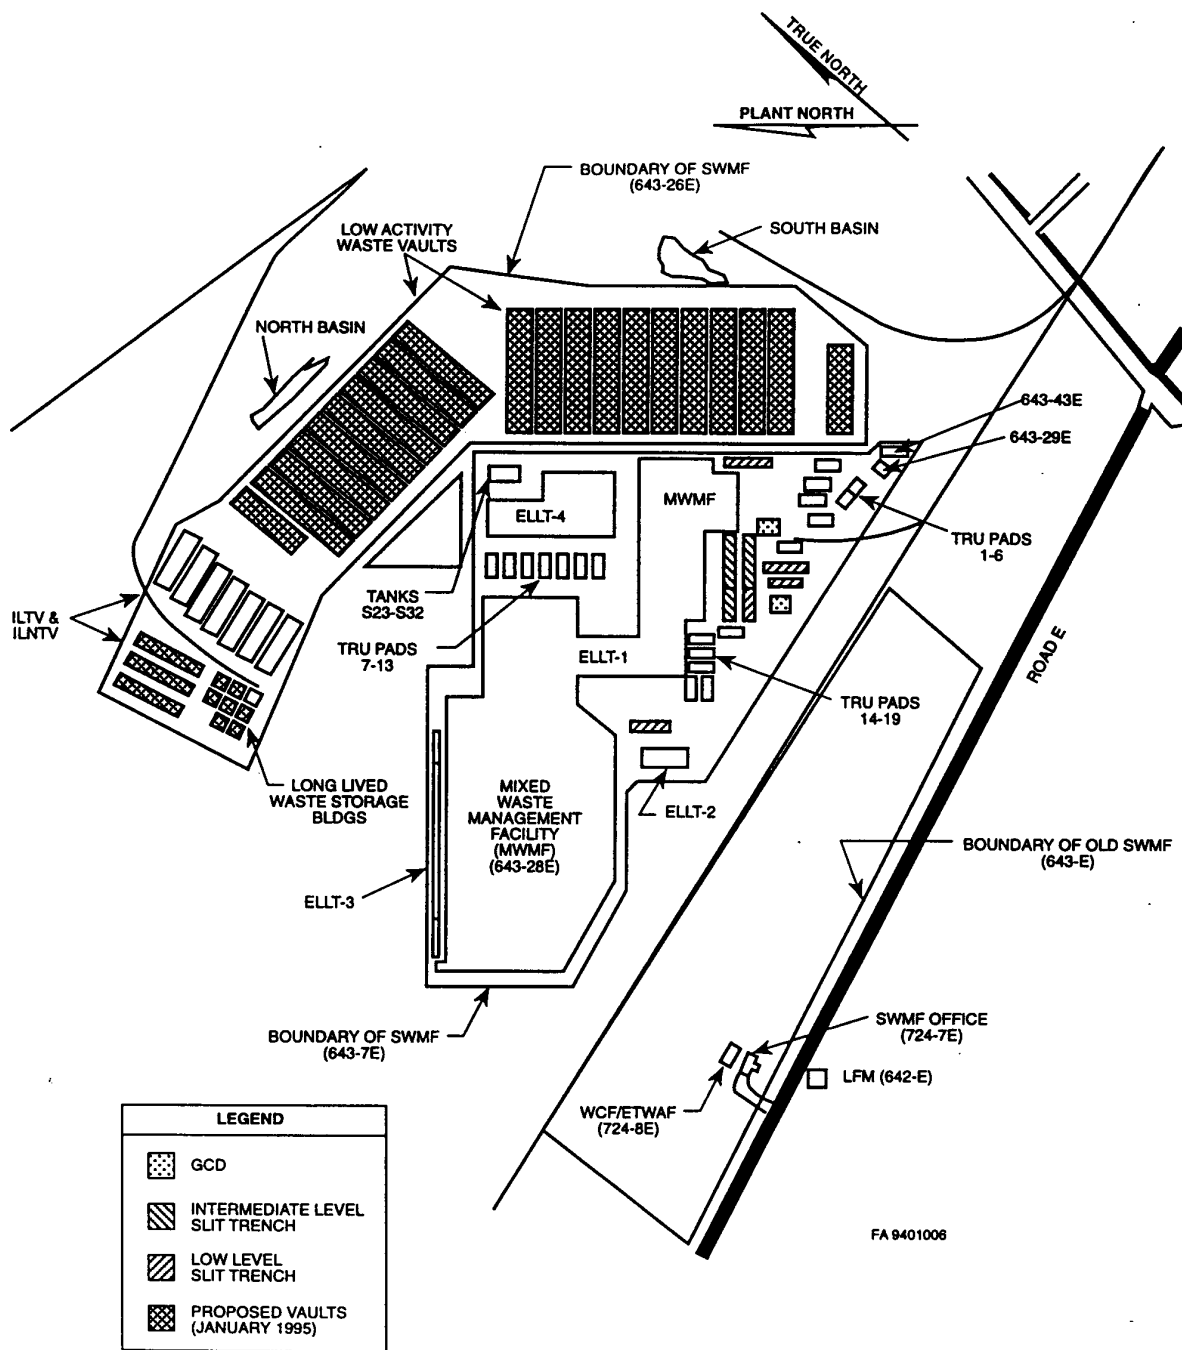 TRUE NORTH
PLANT NORTH
BOUNDARY OF SWMF
(643-26E)
SOUTH BASIN
LOW ACTIVITY
WASTE VAULTS
NORTH BASIN
643-43E
643-29E
MWMF
ELLT-4
TRU PADS
1-6
TANKS
S23-S32
ILTV &
ILNTV
TRU PADS
7-13
ELLT-1
ROAD E
TRU PADS
14-19
LONG LIVED
WASTE STORAGE
BLDGS
MIXED
WASTE
MANAGEMENT
FACILITY
(MWMF)
(643-28E)
ELLT-2
BOUNDARY OF OLD SWMF
(643-E)
ELLT-3
BOUNDARY OF SWMF
(643-7E)
SWMF OFFICE
(724-7E)
LFM (642-E)
WCF/ETWAF
(724-8E)
LEGEND
GCD
INTERMEDIATE LEVEL
SLIT TRENCH
LOW LEVEL
SLIT TRENCH
PROPOSED VAULTS
(JANUARY 1995)
FA 9401006